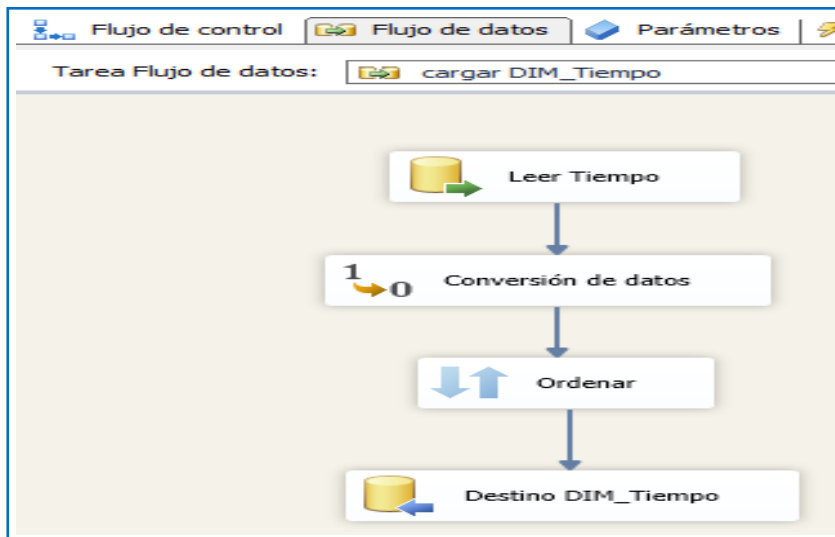 Flujo de control Flujo de datos Parámetros
Tarea Flujo de datos: cargar DIM_Tiempo
Leer Tiempo
1 0 Conversión de datos
Ordenar
Destino DIM_Tiempo